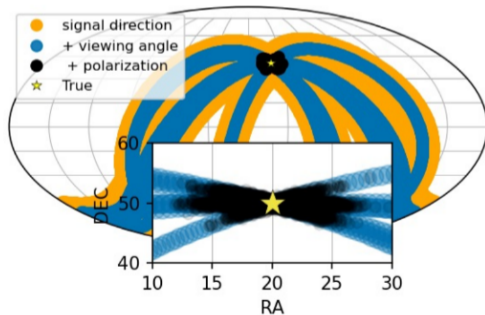 signal direction
+ viewing angle
+ polarization
True
60
50
40
DEC
10
15
20
25
30
RA